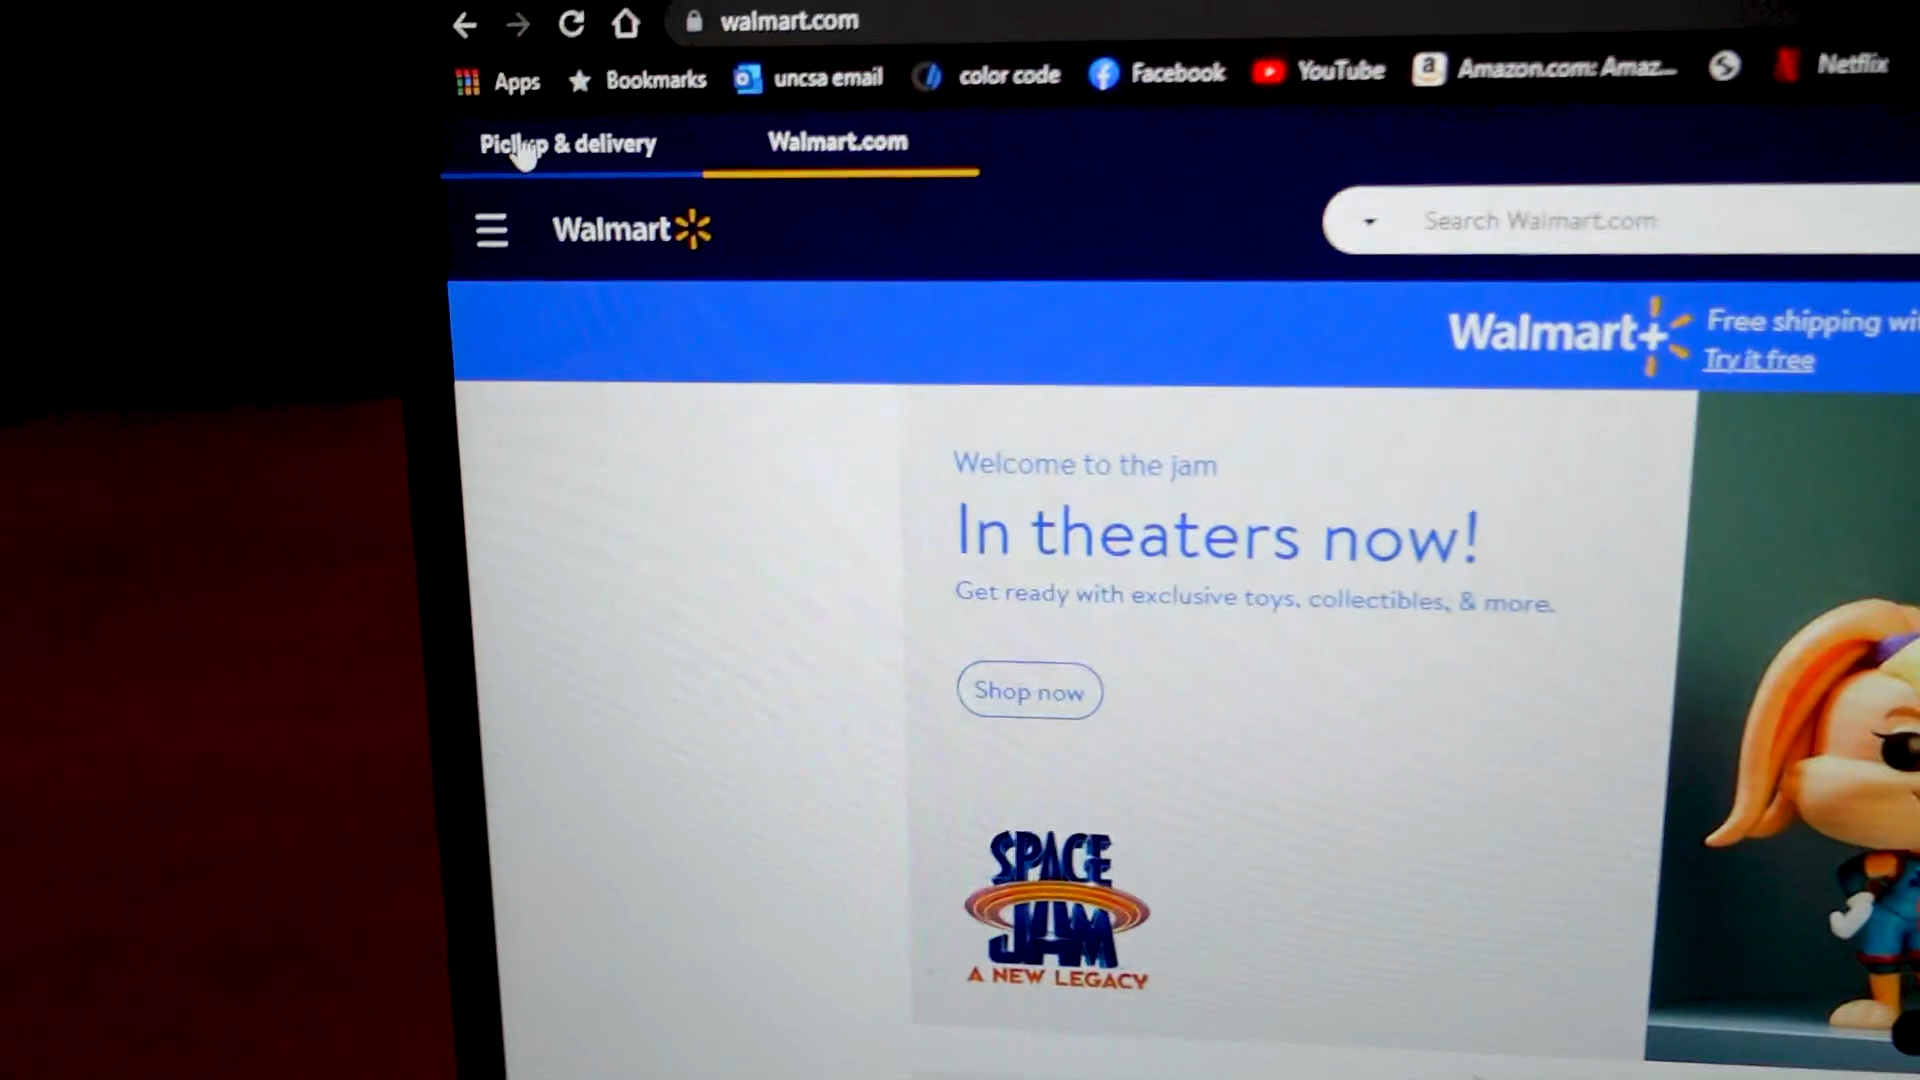 walmart.com
Apps Bookmarks uncsa email color code Facebook YouTube Amazon.com: Amaz... Netflix
Pickup & delivery Walmart.com
Walmart Search Walmart.com
Walmart+ Free shipping wi
Try it free
Welcome to the jam
In theaters now!
Get ready with exclusive toys, collectibles, & more.
Shop now
SPACE
JAM
A NEW LEGACY